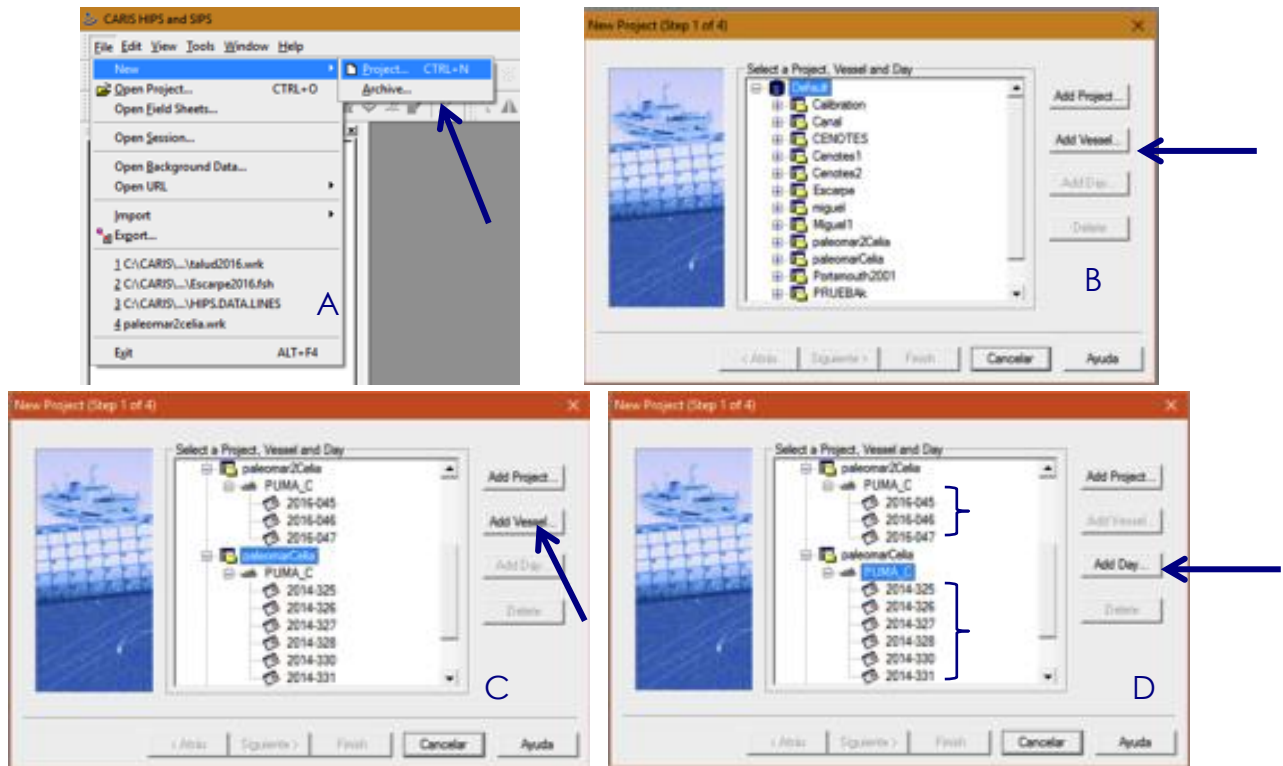 CARIS HIPS and SIPS
File Edit View Tools Window Help
New
Project... CTRL+N
Archive...
Open Project... CTRL+O
Open Field Sheets...
Open Session...
Open Background Data...
Open URL
Import
Export...
1 C:\CARIS\...\talud2016.wrk
2 C:\CARIS\...\Escarpe2016.fsh
3 C:\CARIS\...\HIPS.DATA.LINES
4 paleomar2celia.wrk
Exit ALT+F4
A
New Project (Step 1 of 4)
Select a Project, Vessel and Day
Default
Calibration
Canal
CENOTES
Cenotes1
Cenotes2
Escarpe
miguel
Miguel1
paleomar2Celia
paleomarCelia
Portsmouth2001
PRUEBAk
Add Project...
Add Vessel...
Add Day...
Delete
B
< Atrás Siguiente > Finish Cancelar Ayuda
New Project (Step 1 of 4)
Select a Project, Vessel and Day
paleomar2Celia
PUMA_C
2016-045
2016-046
2016-047
paleomarCelia
PUMA_C
2014-325
2014-326
2014-327
2014-328
2014-330
2014-331
Add Project...
Add Vessel...
Add Day...
Delete
C
< Atrás Siguiente > Finish Cancelar Ayuda
New Project (Step 1 of 4)
Select a Project, Vessel and Day
paleomar2Celia
PUMA_C
2016-045
2016-046
2016-047
paleomarCelia
PUMA_C
2014-325
2014-326
2014-327
2014-328
2014-330
2014-331
Add Project...
Add Vessel...
Add Day...
Delete
D
< Atrás Siguiente > Finish Cancelar Ayuda